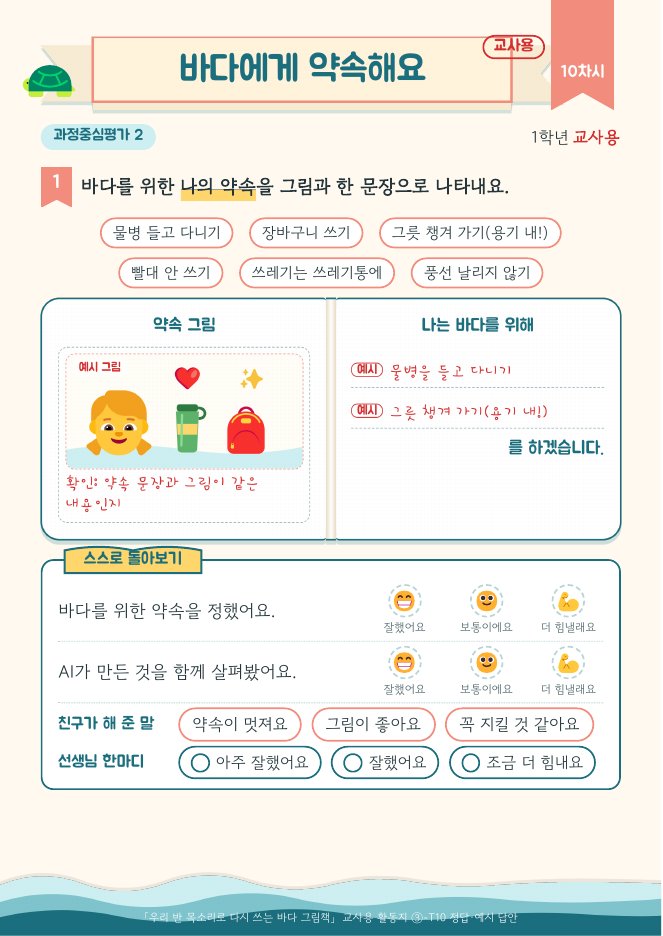 교사용
바다에게 약속해요
10차시
과정중심평가 2
1학년 교사용
1 바다를 위한 나의 약속을 그림과 한 문장으로 나타내요.
물병 들고 다니기 장바구니 쓰기 그릇 챙겨 가기(용기 내!)
빨대 안 쓰기 쓰레기는 쓰레기통에 풍선 날리지 않기
약속 그림
예시 그림
확인: 약속 문장과 그림이 같은
내용인지
나는 바다를 위해
예시 물병을 들고 다니기
예시 그릇 챙겨 가기(용기 내!)
를 하겠습니다.
스스로 돌아보기
바다를 위한 약속을 정했어요.
잘했어요 보통이에요 더 힘낼래요
AI가 만든 것을 함께 살펴봤어요.
잘했어요 보통이에요 더 힘낼래요
친구가 해 준 말 약속이 멋져요 그림이 좋아요 꼭 지킬 것 같아요
선생님 한마디 아주 잘했어요 잘했어요 조금 더 힘내요
「우리 반 목소리로 다시 쓰는 바다 그림책」 교사용 활동지 ③-T10 정답·예시 답안